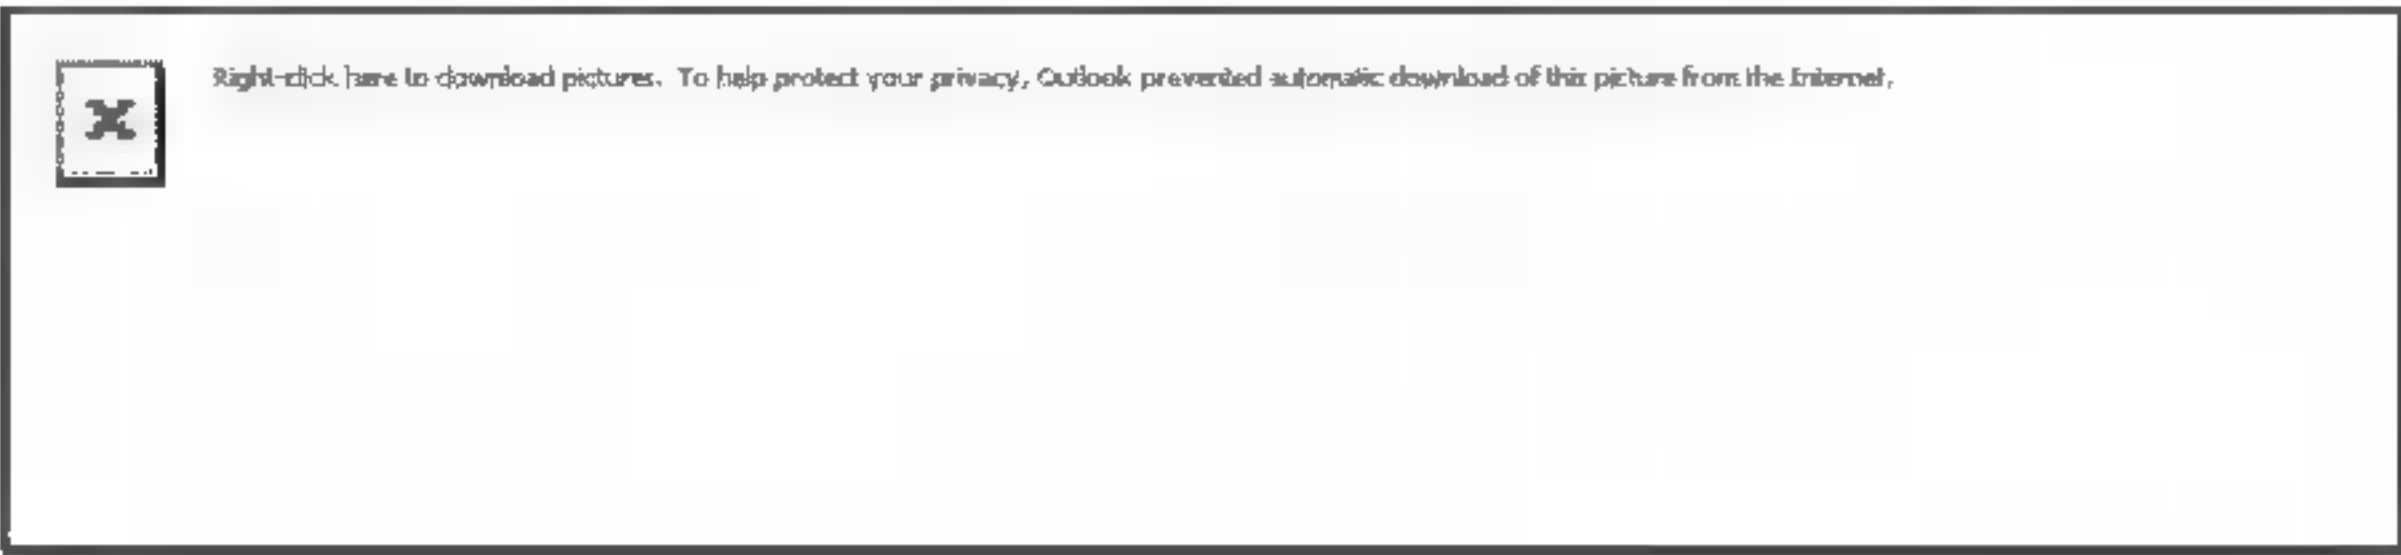 Right-click here to download pictures. To help protect your privacy, Outlook prevented automatic download of this picture from the Internet.